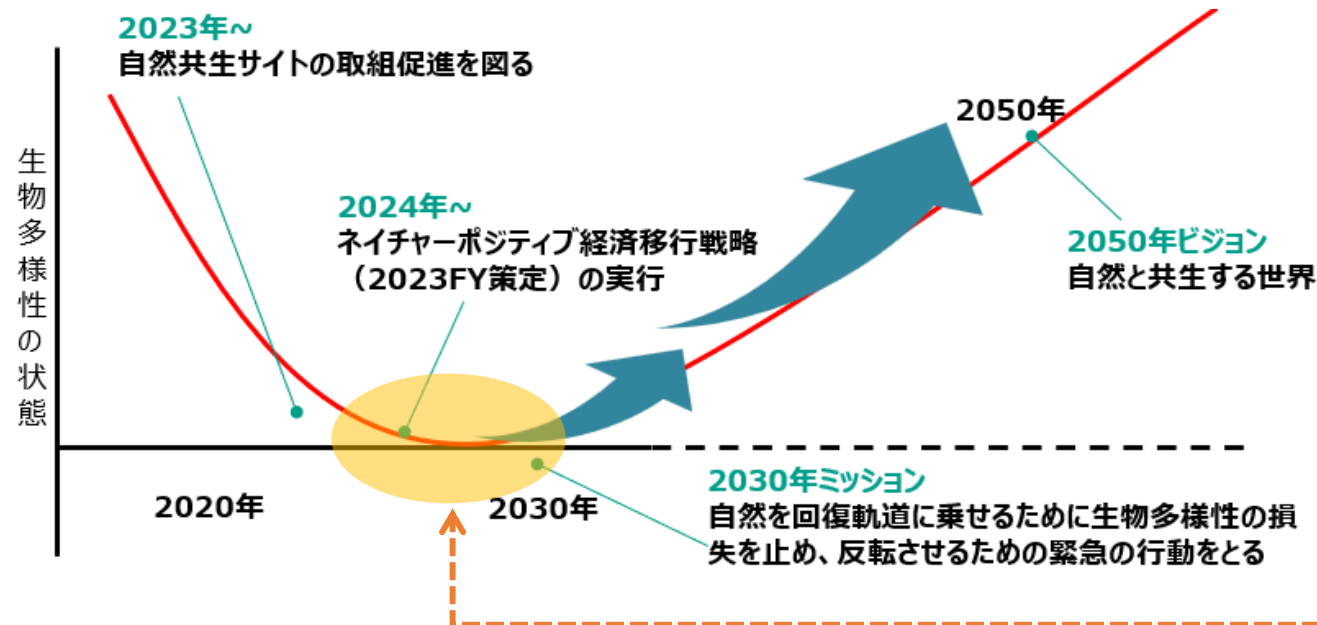 2023年~
自然共生サイトの取組促進を図る
生物多様性の状態
2024年~
ネイチャーポジティブ経済移行戦略
（2023FY策定）の実行
2050年
2050年ビジョン
自然と共生する世界
2020年
2030年
2030年ミッション
自然を回復軌道に乗せるために生物多様性の損
失を止め、反転させるための緊急の行動をとる